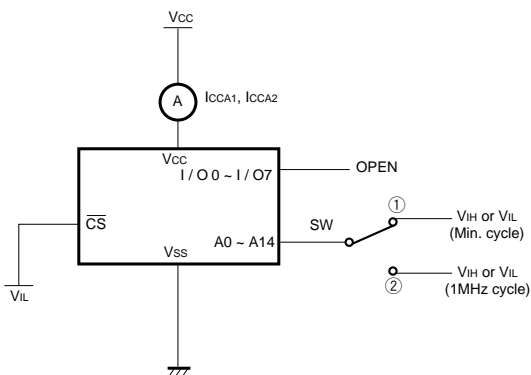 VCC
A
ICCA1, ICCA2
VCC
I / O 0 ~ I / O7
OPEN
CS
A0 ~ A14
SW
①
VIH or VIL
(Min. cycle)
VSS
②
VIH or VIL
(1MHz cycle)
VIL